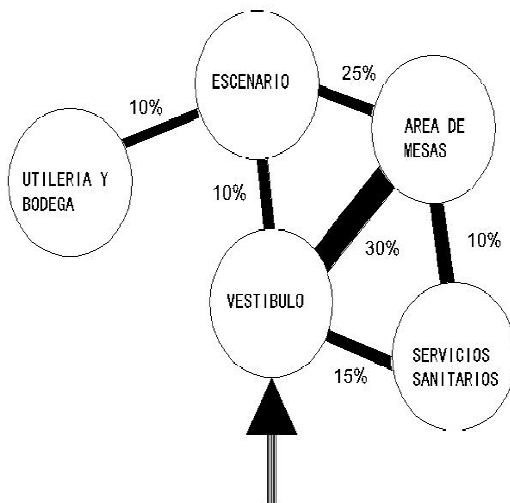 ESCENARIO
25%
AREA DE
MESAS
10%
UTILERIA Y
BODEGA
10%
30%
10%
VESTIBULO
SERVICIOS
SANITARIOS
15%